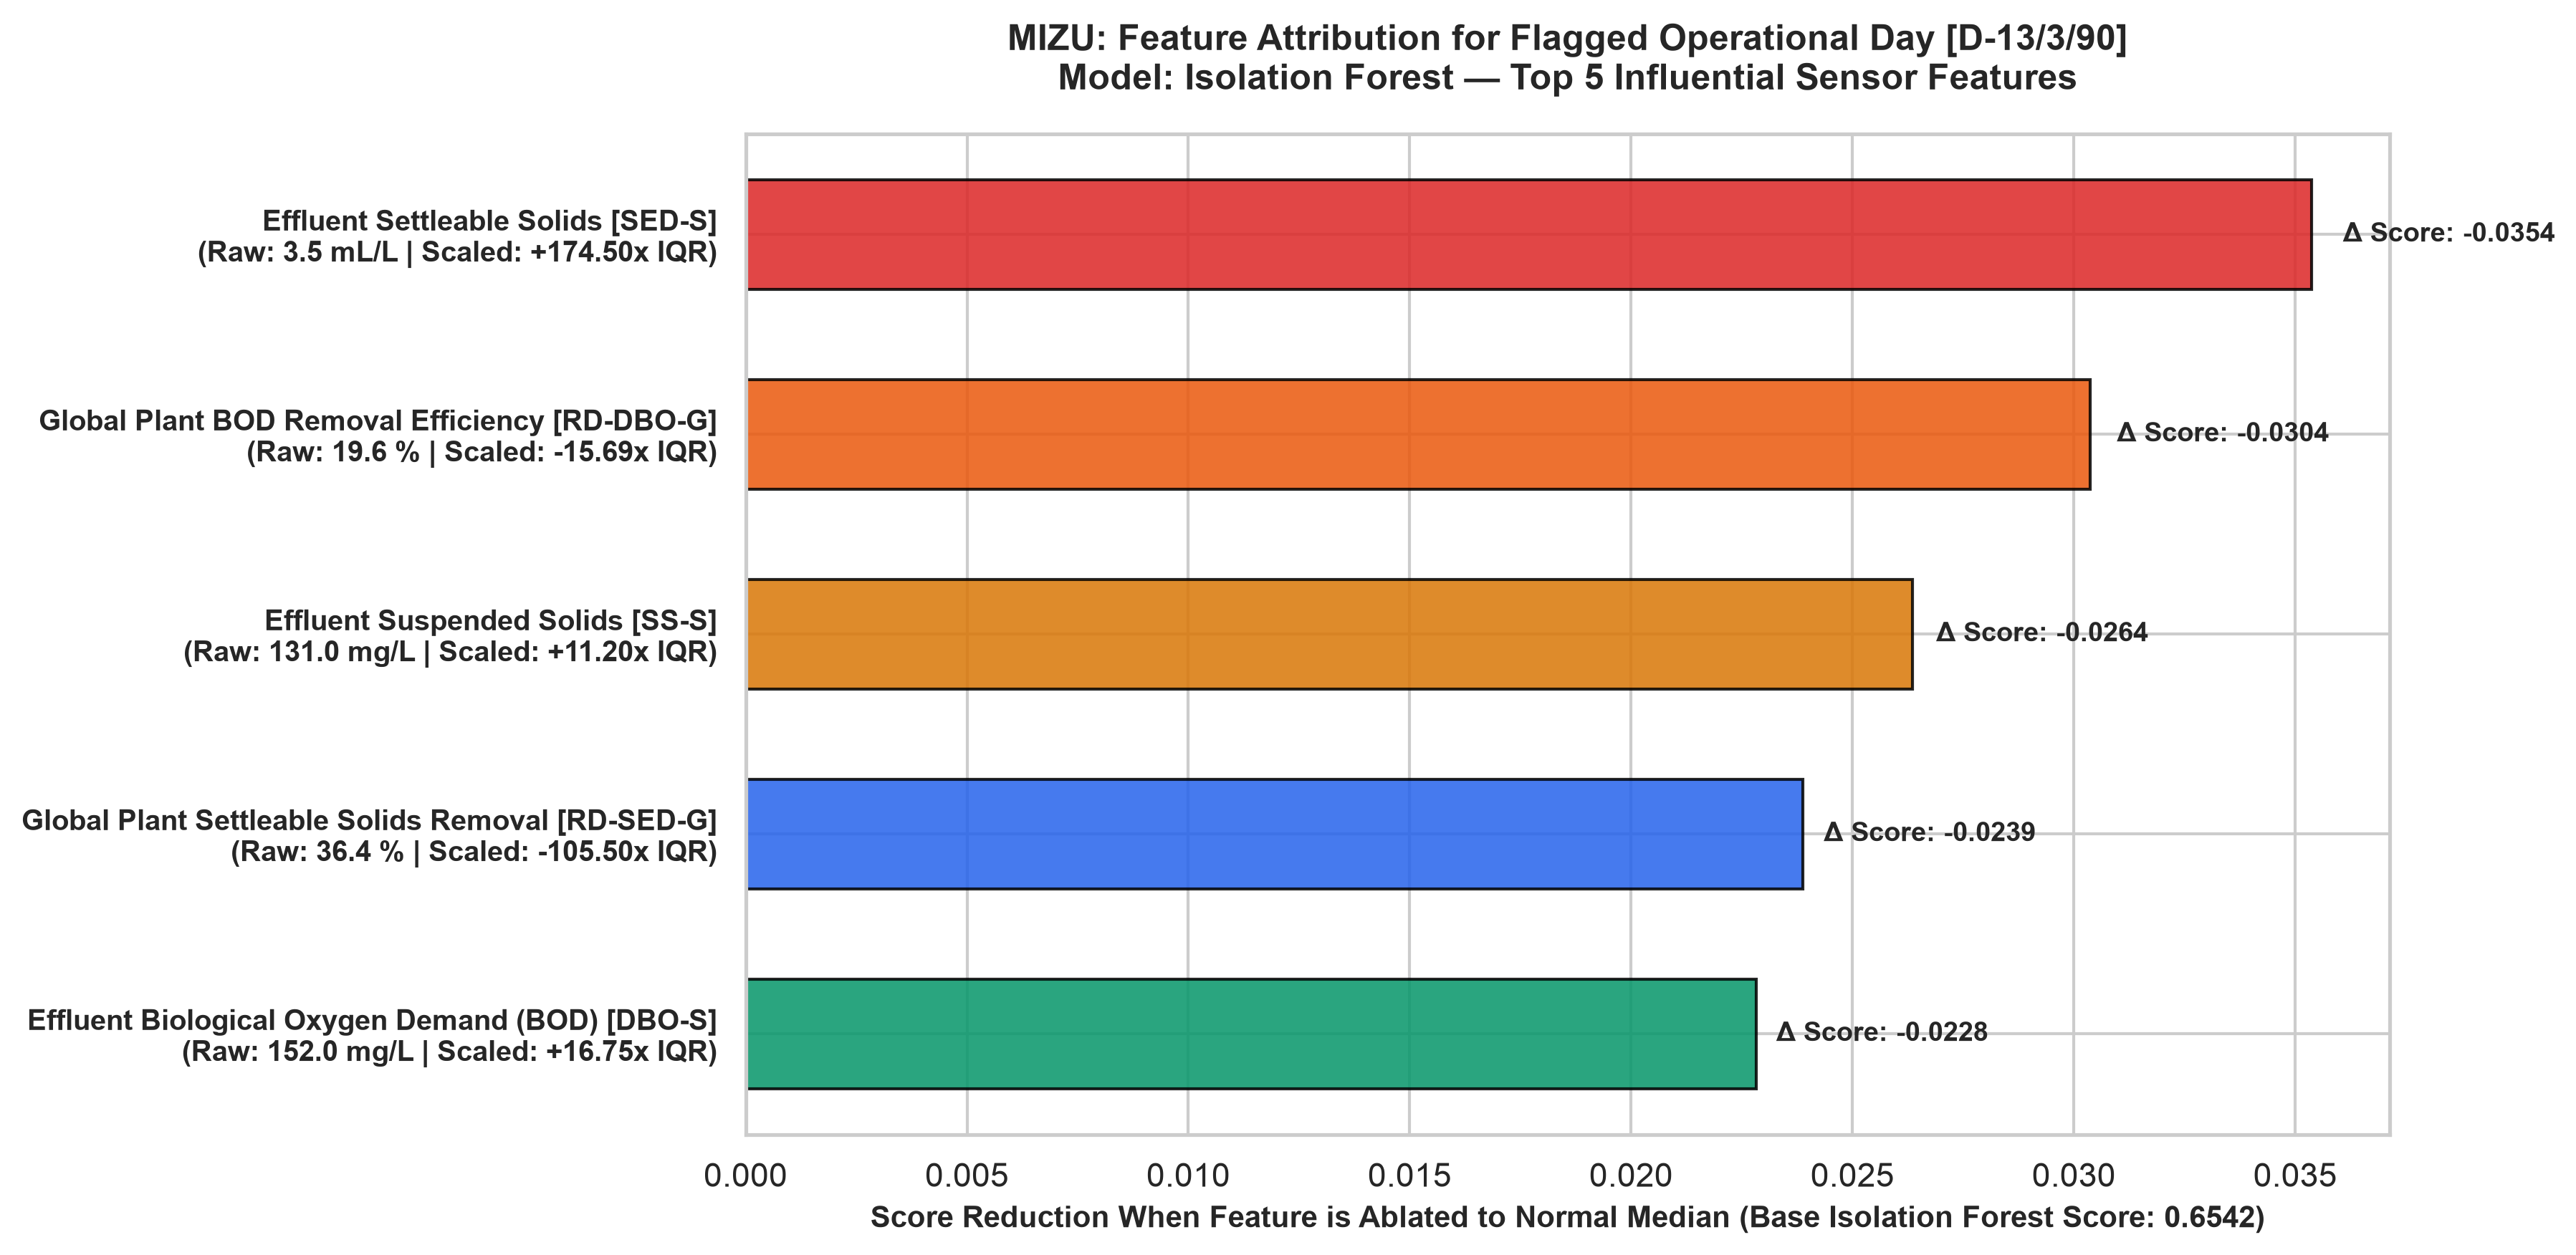 MIZU: Feature Attribution for Flagged Operational Day [D-13/3/90]
Model: Isolation Forest — Top 5 Influential Sensor Features
Effluent Settleable Solids [SED-S]
(Raw: 3.5 mL/L | Scaled: +174.50x IQR)
Δ Score: -0.0354
Global Plant BOD Removal Efficiency [RD-DBO-G]
(Raw: 19.6 % | Scaled: -15.69x IQR)
Δ Score: -0.0304
Effluent Suspended Solids [SS-S]
(Raw: 131.0 mg/L | Scaled: +11.20x IQR)
Δ Score: -0.0264
Global Plant Settleable Solids Removal [RD-SED-G]
(Raw: 36.4 % | Scaled: -105.50x IQR)
Δ Score: -0.0239
Effluent Biological Oxygen Demand (BOD) [DBO-S]
(Raw: 152.0 mg/L | Scaled: +16.75x IQR)
Δ Score: -0.0228
0.000 0.005 0.010 0.015 0.020 0.025 0.030 0.035
Score Reduction When Feature is Ablated to Normal Median (Base Isolation Forest Score: 0.6542)